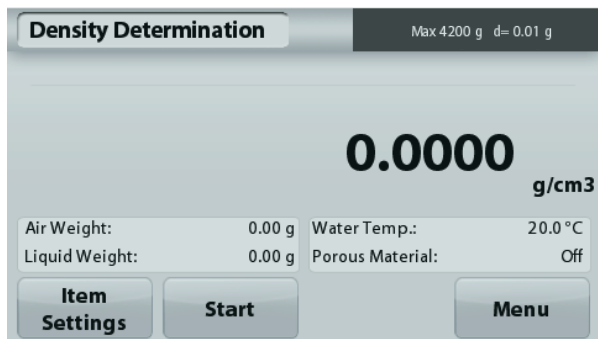 Density Determination
Max 4200 g d= 0.01 g
0.0000
g/cm3
Air Weight: 0.00 g
Liquid Weight: 0.00 g
Water Temp.: 20.0°C
Porous Material: Off
Item
Settings
Start
Menu